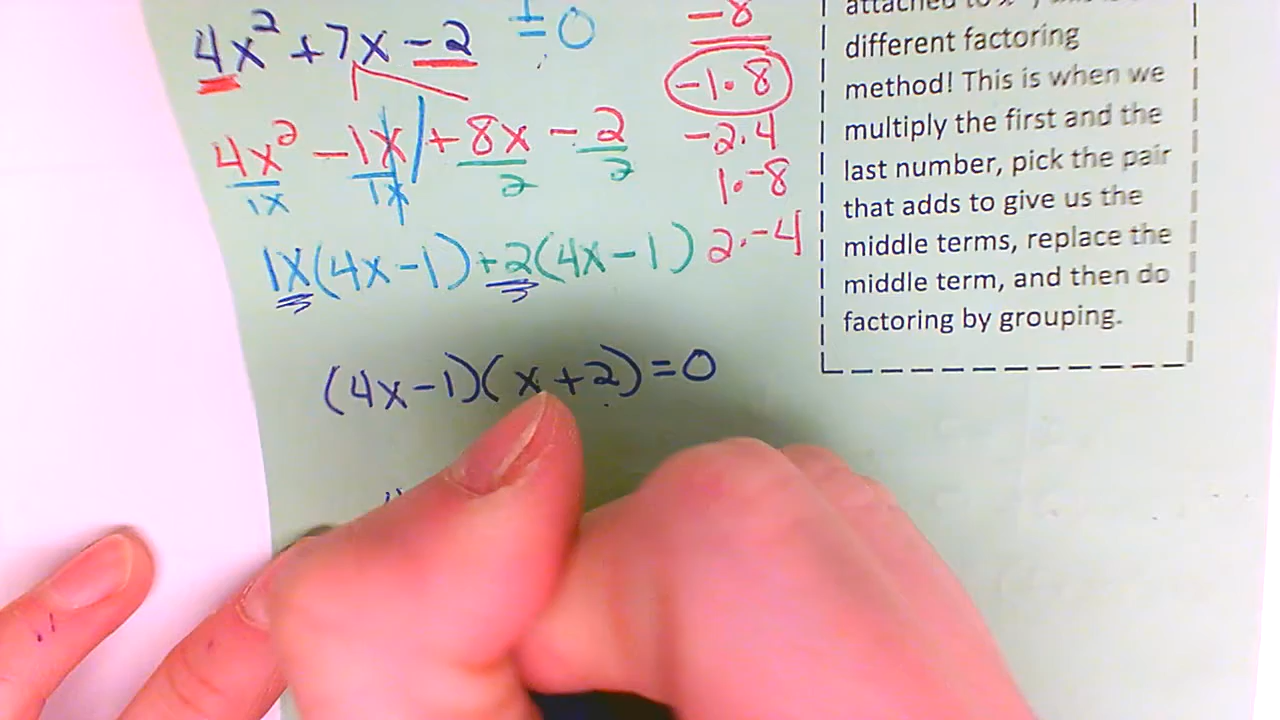 4x² + 7x - 2 = 0
4x² - 1x + 8x - 2
1x 1x 2 2
1x(4x - 1) + 2(4x - 1)
(4x - 1)(x + 2) = 0
-8
-1·8
-2·4
1·-8
2·-4
attached to
different factoring
method! This is when we
multiply the first and the
last number, pick the pair
that adds to give us the
middle terms, replace the
middle term, and then do
factoring by grouping.